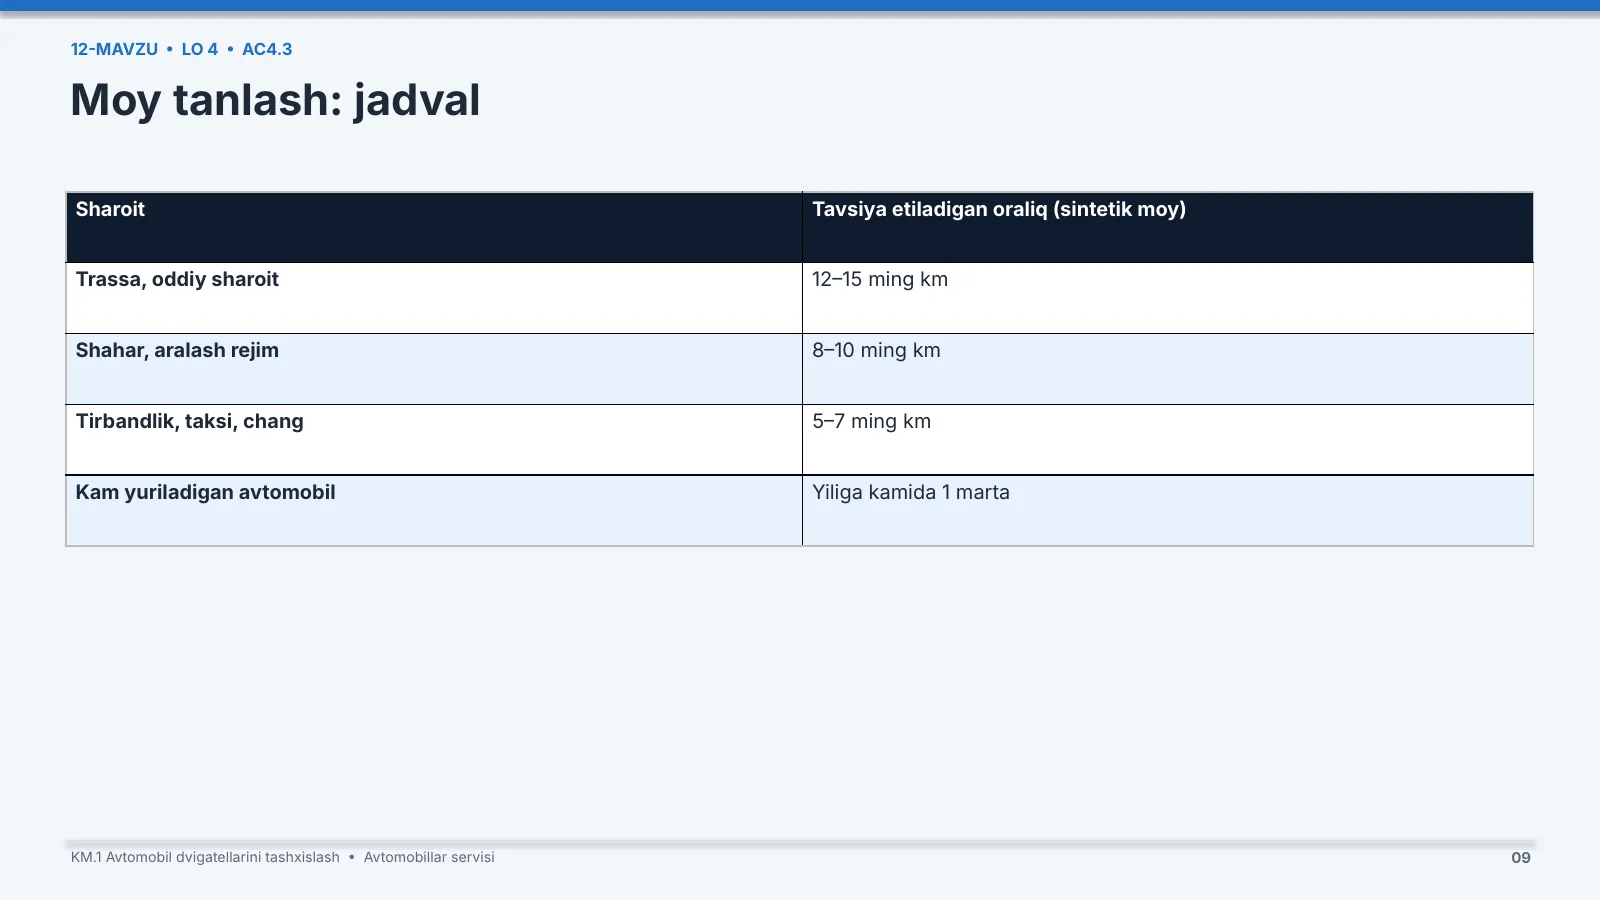 12-MAVZU • LO 4 • AC4.3
Moy tanlash: jadval
Sharoit
Tavsiya etiladigan oraliq (sintetik moy)
Trassa, oddiy sharoit
12–15 ming km
Shahar, aralash rejim
8–10 ming km
Tirbandlik, taksi, chang
5–7 ming km
Kam yuriladigan avtomobil
Yiliga kamida 1 marta
KM.1 Avtomobil dvigatellarini tashxislash • Avtomobillar servisi
09